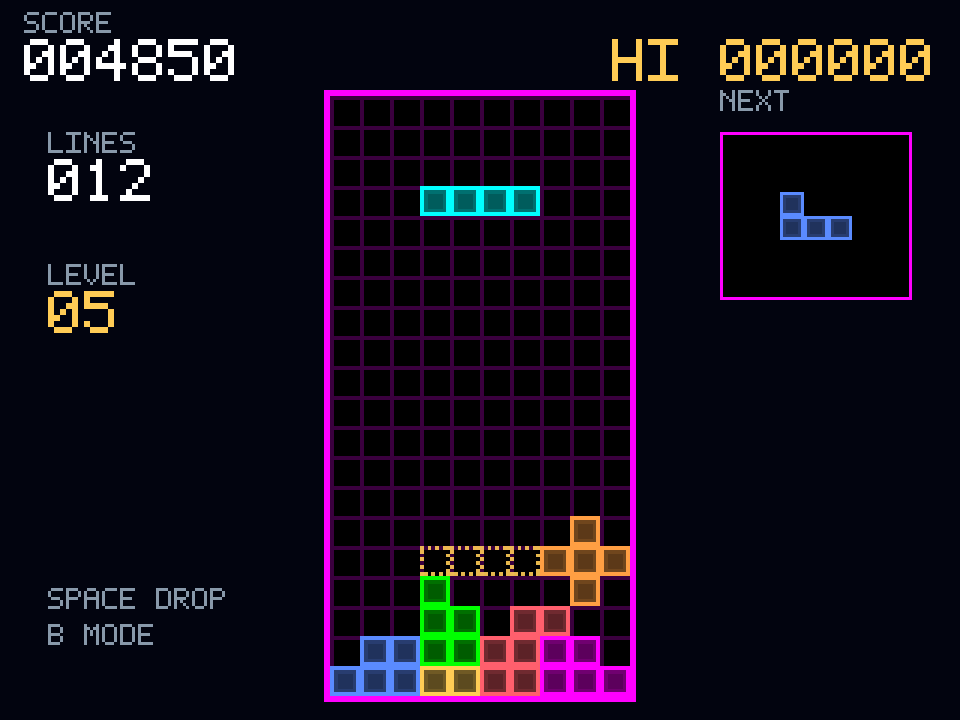 SCORE
004850
HI 000000
NEXT
LINES
012
LEVEL
05
SPACE DROP
B MODE